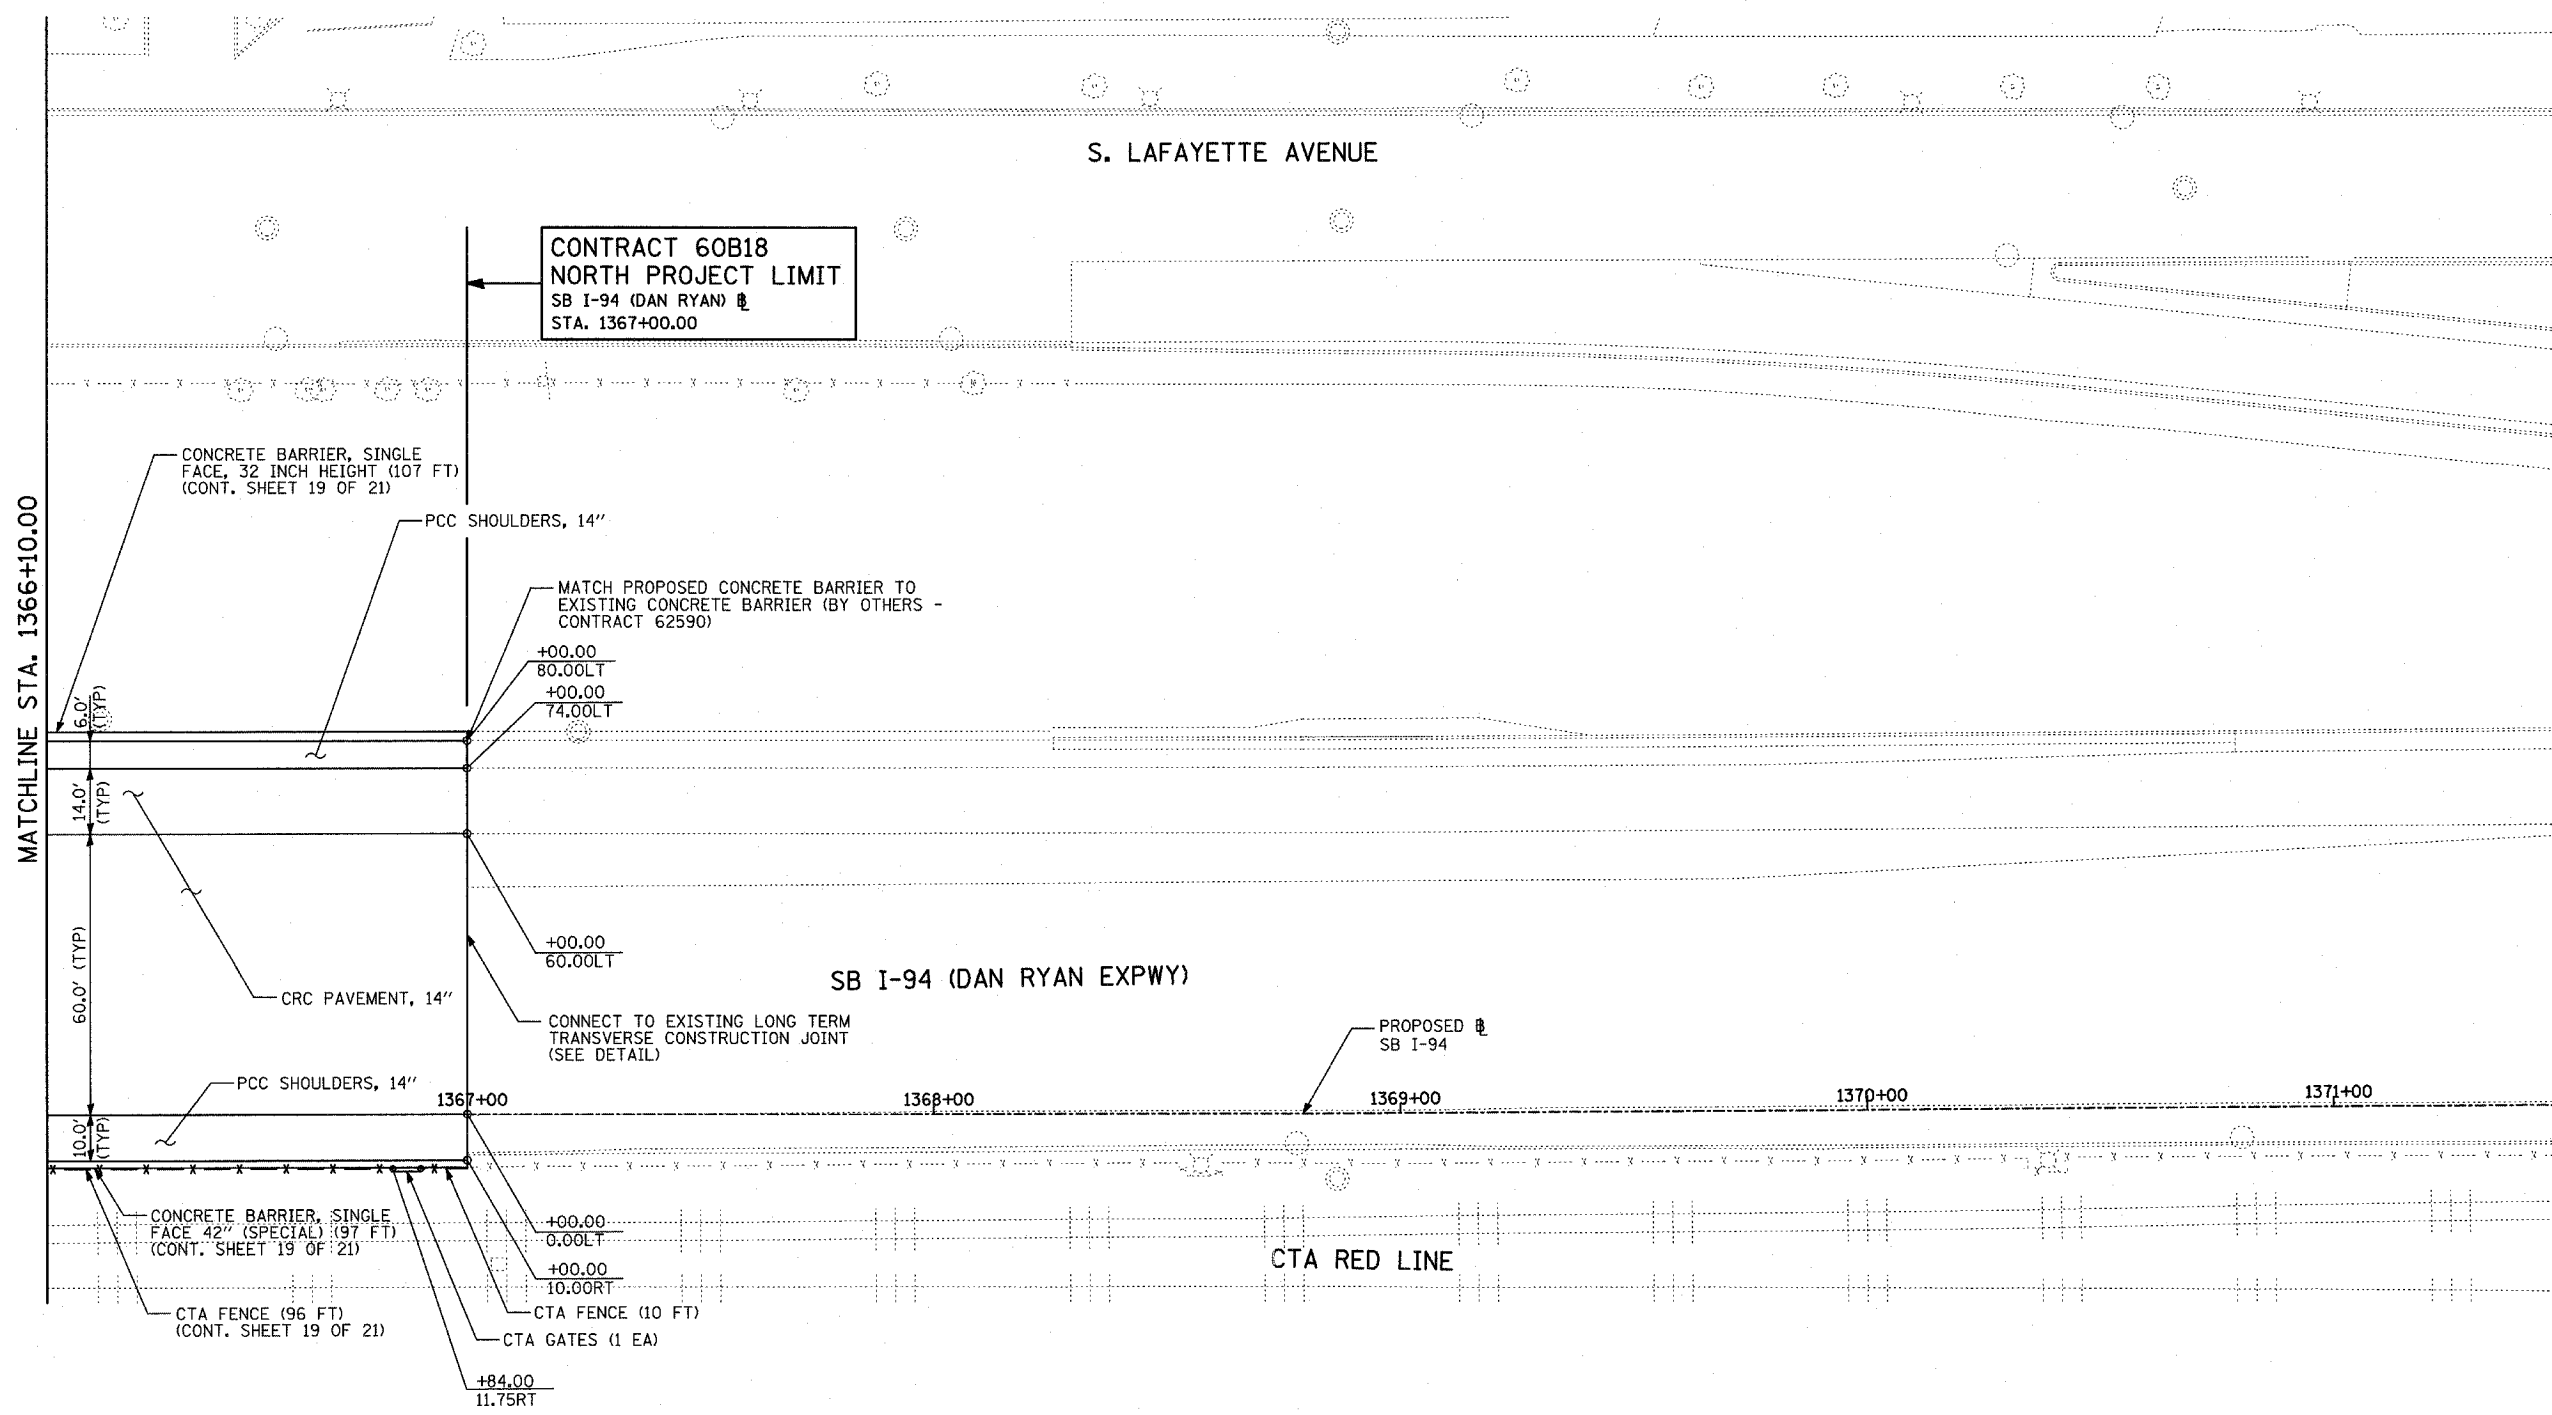 S. LAFAYETTE AVENUE
CONTRACT 60B18
NORTH PROJECT LIMIT
SB I-94 (DAN RYAN) ℄
STA. 1367+00.00
CONCRETE BARRIER, SINGLE
FACE, 32 INCH HEIGHT (107 FT)
(CONT. SHEET 19 OF 21)
PCC SHOULDERS, 14"
MATCHLINE STA. 1366+10.00
MATCH PROPOSED CONCRETE BARRIER TO
EXISTING CONCRETE BARRIER (BY OTHERS -
CONTRACT 62590)
+00.00
80.00LT
+00.00
74.00LT
6.0'
(TYP)
14.0'
(TYP)
60.0' (TYP)
10.0'
(TYP)
+00.00
60.00LT
SB I-94 (DAN RYAN EXPWY)
CRC PAVEMENT, 14"
CONNECT TO EXISTING LONG TERM
TRANSVERSE CONSTRUCTION JOINT
(SEE DETAIL)
PROPOSED ℄
SB I-94
PCC SHOULDERS, 14"
1367+00
1368+00
1369+00
1370+00
1371+00
CONCRETE BARRIER, SINGLE
FACE 42" (SPECIAL) (97 FT)
(CONT. SHEET 19 OF 21)
+00.00
0.00LT
+00.00
10.00RT
CTA RED LINE
CTA FENCE (96 FT)
(CONT. SHEET 19 OF 21)
CTA FENCE (10 FT)
CTA GATES (1 EA)
+84.00
11.75RT